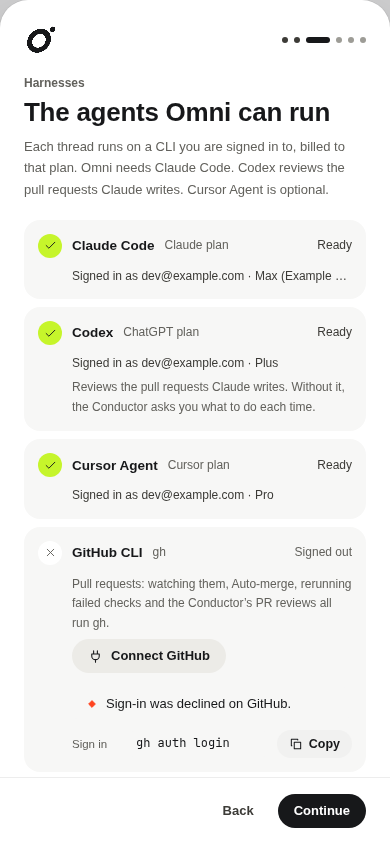 Harnesses
The agents Omni can run
Each thread runs on a CLI you are signed in to, billed to
that plan. Omni needs Claude Code. Codex reviews the
pull requests Claude writes. Cursor Agent is optional.
Claude Code Claude plan Ready
Signed in as dev@example.com · Max (Example …
Codex ChatGPT plan Ready
Signed in as dev@example.com · Plus
Reviews the pull requests Claude writes. Without it,
the Conductor asks you what to do each time.
Cursor Agent Cursor plan Ready
Signed in as dev@example.com · Pro
GitHub CLI gh Signed out
Pull requests: watching them, Auto-merge, rerunning
failed checks and the Conductor’s PR reviews all
run gh.
Connect GitHub
Sign-in was declined on GitHub.
Sign in gh auth login Copy
Back Continue